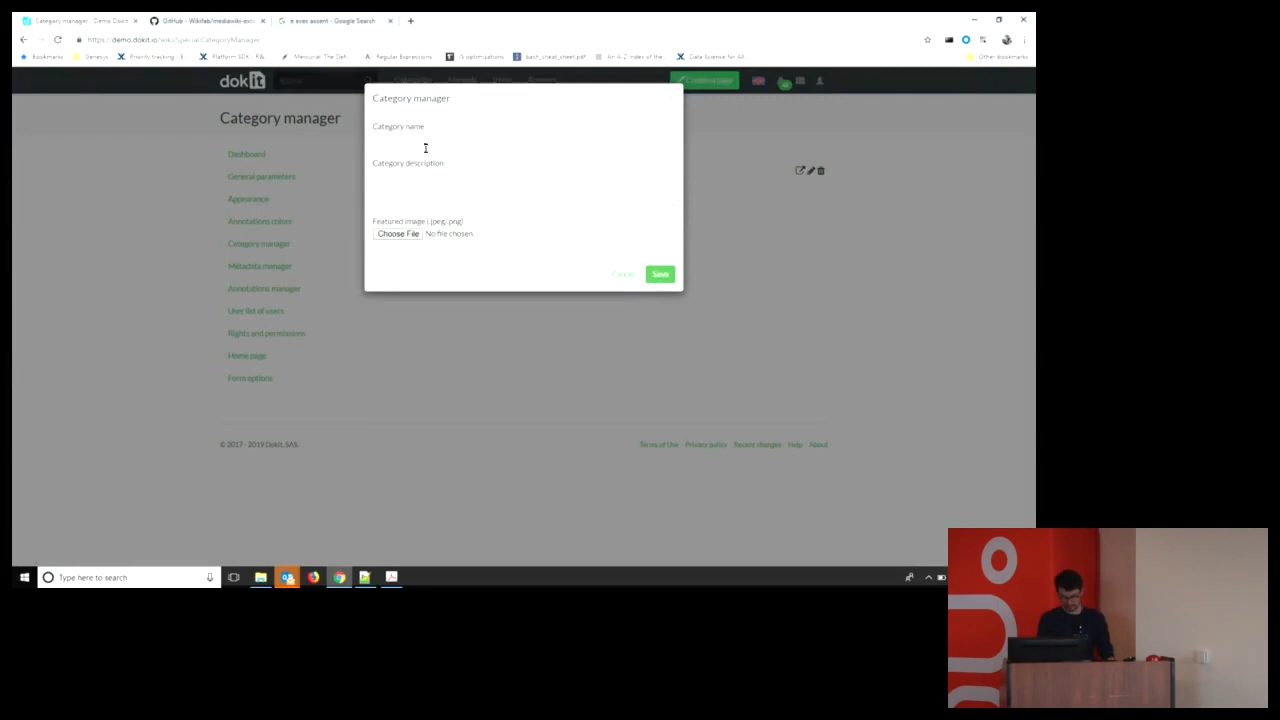 Category manager - Demo Dokit
GitHub - Wikifab/mediawiki-ext
e avec accent - Google Search
https://demo.dokit.io/wiki/Special:CategoryManager
Bookmarks
Genesys
Priority tracking - E
Platform SDX - R&
Mercurial: The Def
Regular Expressions
optimisations
bash_cheat_sheet.pdf
An A-Z Index of the
Data Science for All
Other bookmarks
dokit
Category manager
Category manager
Category name
Category description
Featured image (.jpeg/.png)
Choose File No file chosen
Cancel
Save
Dashboard
General parameters
Appearance
Annotations colors
Category manager
Metadata manager
Annotations manager
User list of users
Rights and permissions
Home page
Form options
© 2017 - 2019 Dokit, SAS.
Terms of Use Privacy policy Recent changes Help About
Type here to search